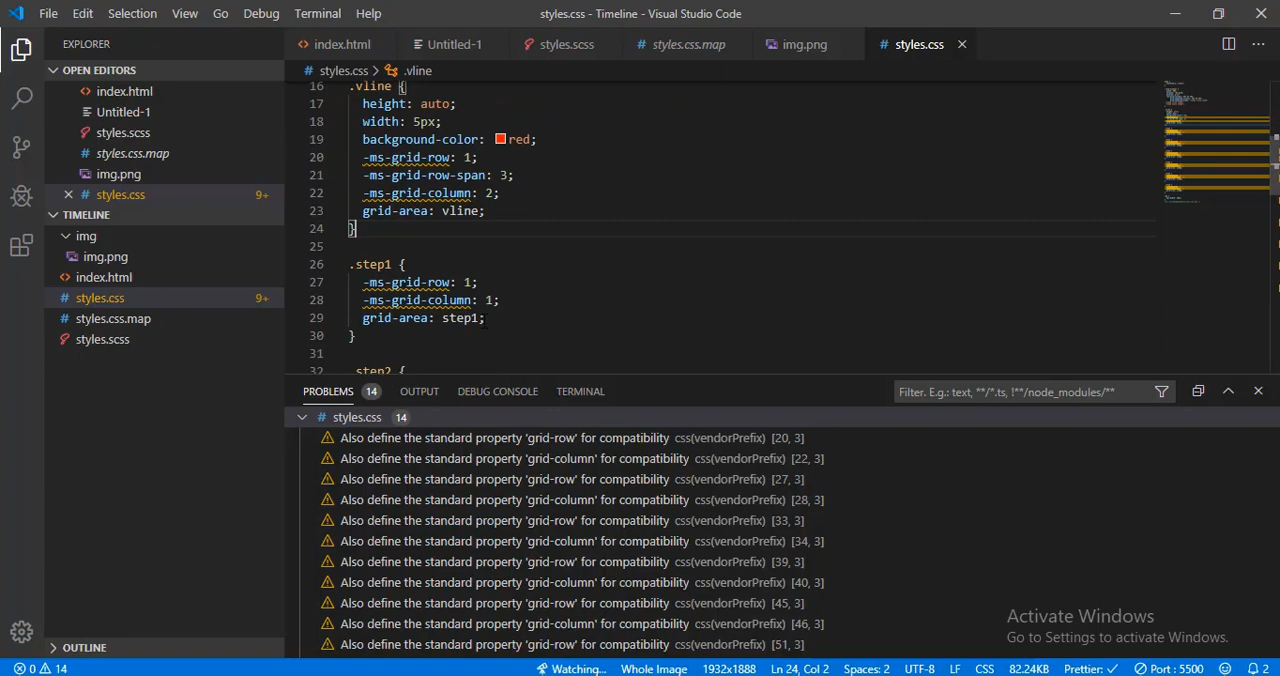 File Edit Selection View Go Debug Terminal Help styles.css - Timeline - Visual Studio Code
EXPLORER
index.html Untitled-1 styles.scss styles.css.map img.png # styles.css
OPEN EDITORS
index.html
Untitled-1
styles.scss
# styles.css.map
img.png
# styles.css 9+
TIMELINE
img
img.png
index.html
# styles.css 9+
# styles.css.map
styles.scss
OUTLINE
# styles.css > .vline
16 .vline {
17 height: auto;
18 width: 5px;
19 background-color: red;
20 -ms-grid-row: 1;
21 -ms-grid-row-span: 3;
22 -ms-grid-column: 2;
23 grid-area: vline;
24 }
25
26 .step1 {
27 -ms-grid-row: 1;
28 -ms-grid-column: 1;
29 grid-area: step1;
30 }
31
32 .step2 {
PROBLEMS 14 OUTPUT DEBUG CONSOLE TERMINAL Filter. E.g.: text, **/*.ts, !**/node_modules/**
# styles.css 14
Also define the standard property 'grid-row' for compatibility css(vendorPrefix) [20, 3]
Also define the standard property 'grid-column' for compatibility css(vendorPrefix) [22, 3]
Also define the standard property 'grid-row' for compatibility css(vendorPrefix) [27, 3]
Also define the standard property 'grid-column' for compatibility css(vendorPrefix) [28, 3]
Also define the standard property 'grid-row' for compatibility css(vendorPrefix) [33, 3]
Also define the standard property 'grid-column' for compatibility css(vendorPrefix) [34, 3]
Also define the standard property 'grid-row' for compatibility css(vendorPrefix) [39, 3]
Also define the standard property 'grid-column' for compatibility css(vendorPrefix) [40, 3]
Also define the standard property 'grid-row' for compatibility css(vendorPrefix) [45, 3]
Also define the standard property 'grid-column' for compatibility css(vendorPrefix) [46, 3]
Also define the standard property 'grid-row' for compatibility css(vendorPrefix) [51, 3]
Activate Windows
Go to Settings to activate Windows.
0 14 Watching... Whole Image 1932x1888 Ln 24, Col 2 Spaces: 2 UTF-8 LF CSS 82.24KB Prettier: ✓ Port : 5500 2